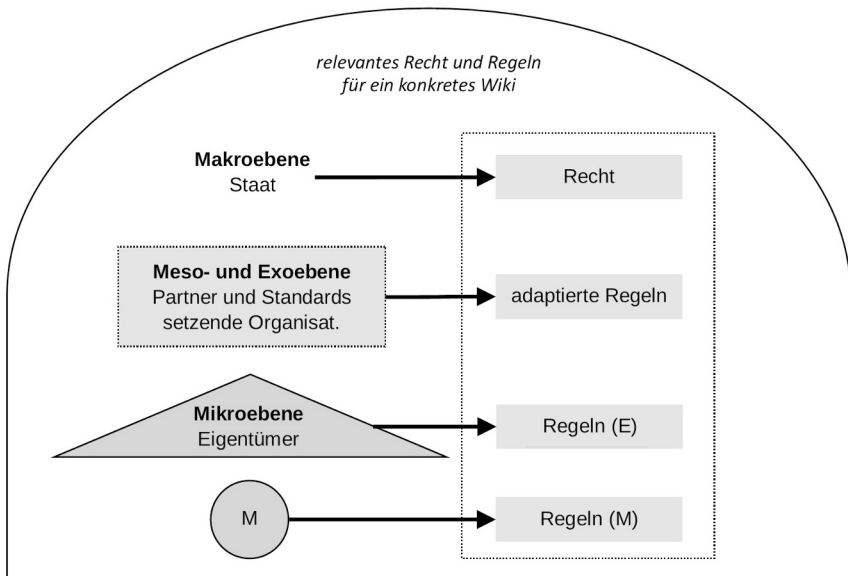 relevantes Recht und Regeln
für ein konkretes Wiki
Makroebene
Staat
Recht
Meso- und Exoebene
Partner und Standards
setzende Organisat.
adaptierte Regeln
Mikroebene
Eigentümer
Regeln (E)
M
Regeln (M)